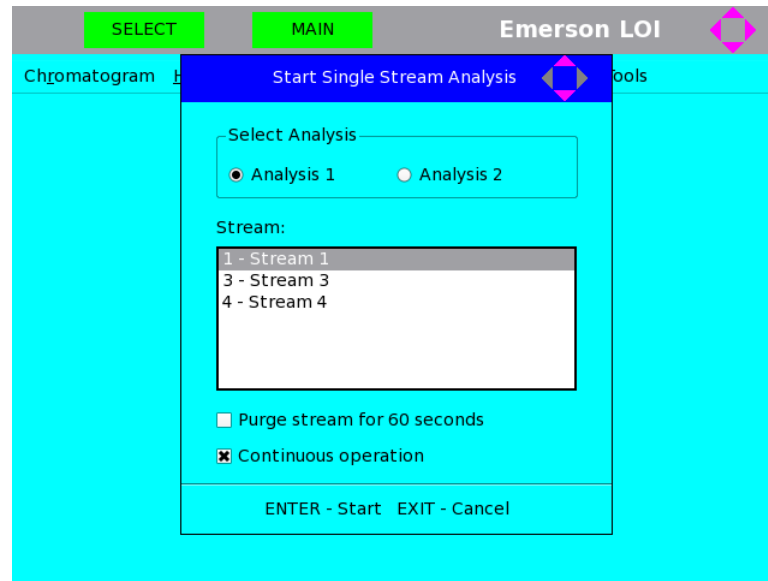 SELECT MAIN Emerson LOI
Chromatogram
Start Single Stream Analysis
Select Analysis
Analysis 1 Analysis 2
Stream:
1 - Stream 1
3 - Stream 3
4 - Stream 4
Purge stream for 60 seconds
Continuous operation
ENTER - Start EXIT - Cancel